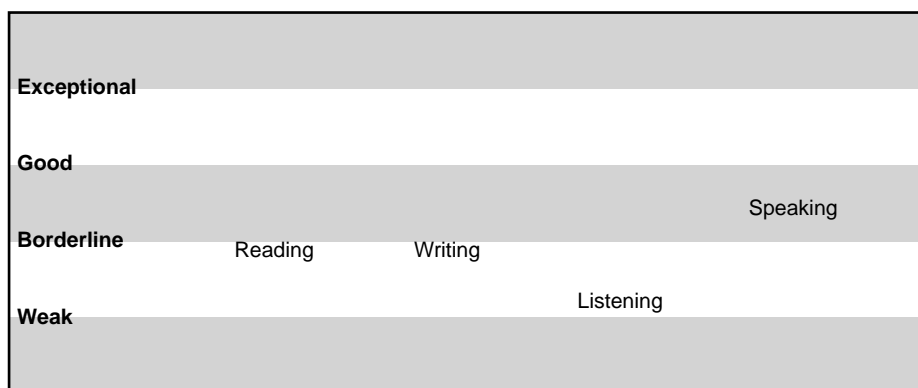 Exceptional
Good
Speaking
Borderline
Reading Writing
Listening
Weak